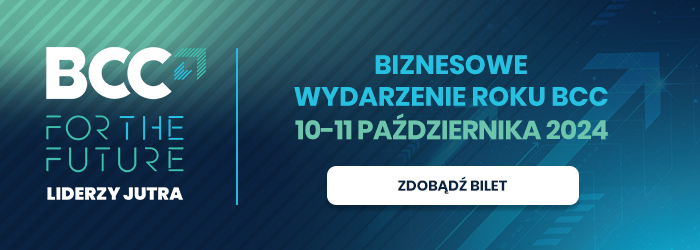 BCC
FOR THE
FUTURE
LIDERZY JUTRA
BIZNESOWE
WYDARZENIE ROKU BCC
10-11 PAŹDZIERNIKA 2024
ZDOBĄDŹ BILET